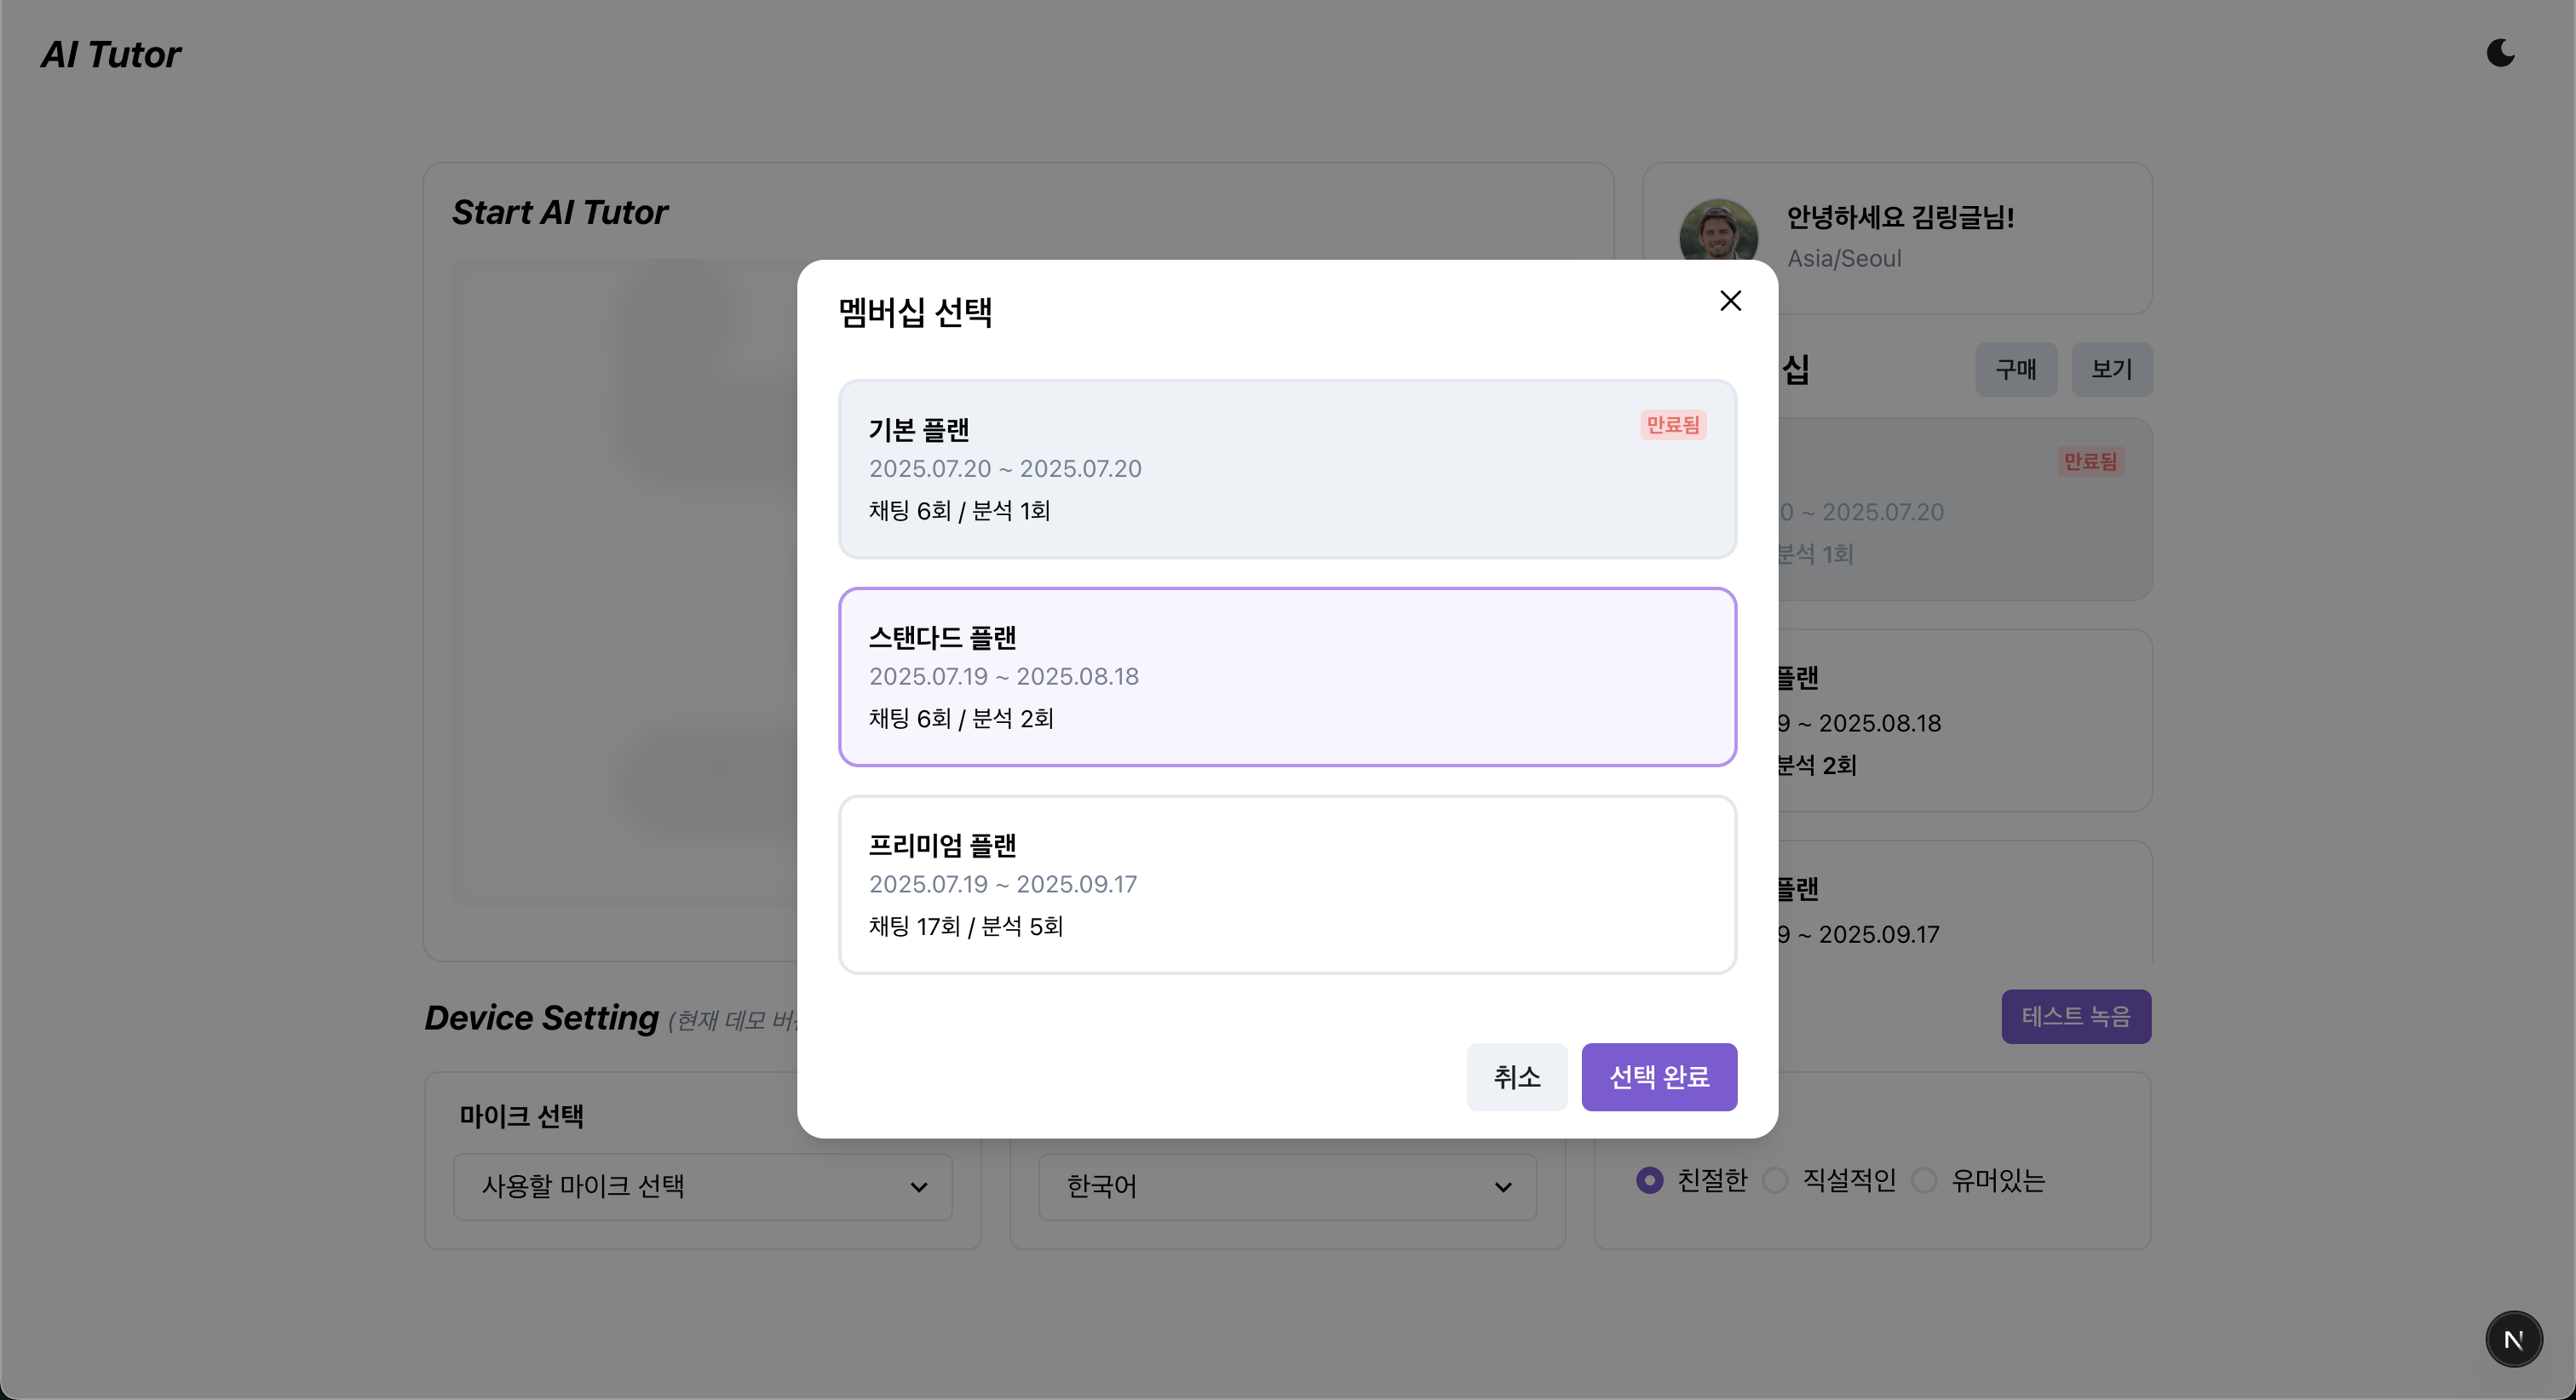 AI Tutor
Start AI Tutor
안녕하세요 김링글님!
Asia/Seoul
십
구매
보기
만료됨
0 ~ 2025.07.20
분석 1회
플랜
9 ~ 2025.08.18
분석 2회
플랜
9 ~ 2025.09.17
멤버십 선택
기본 플랜
만료됨
2025.07.20 ~ 2025.07.20
채팅 6회 / 분석 1회
스탠다드 플랜
2025.07.19 ~ 2025.08.18
채팅 6회 / 분석 2회
프리미엄 플랜
2025.07.19 ~ 2025.09.17
채팅 17회 / 분석 5회
취소
선택 완료
Device Setting (현재 데모
테스트 녹음
마이크 선택
사용할 마이크 선택
한국어
친절한
직설적인
유머있는
N